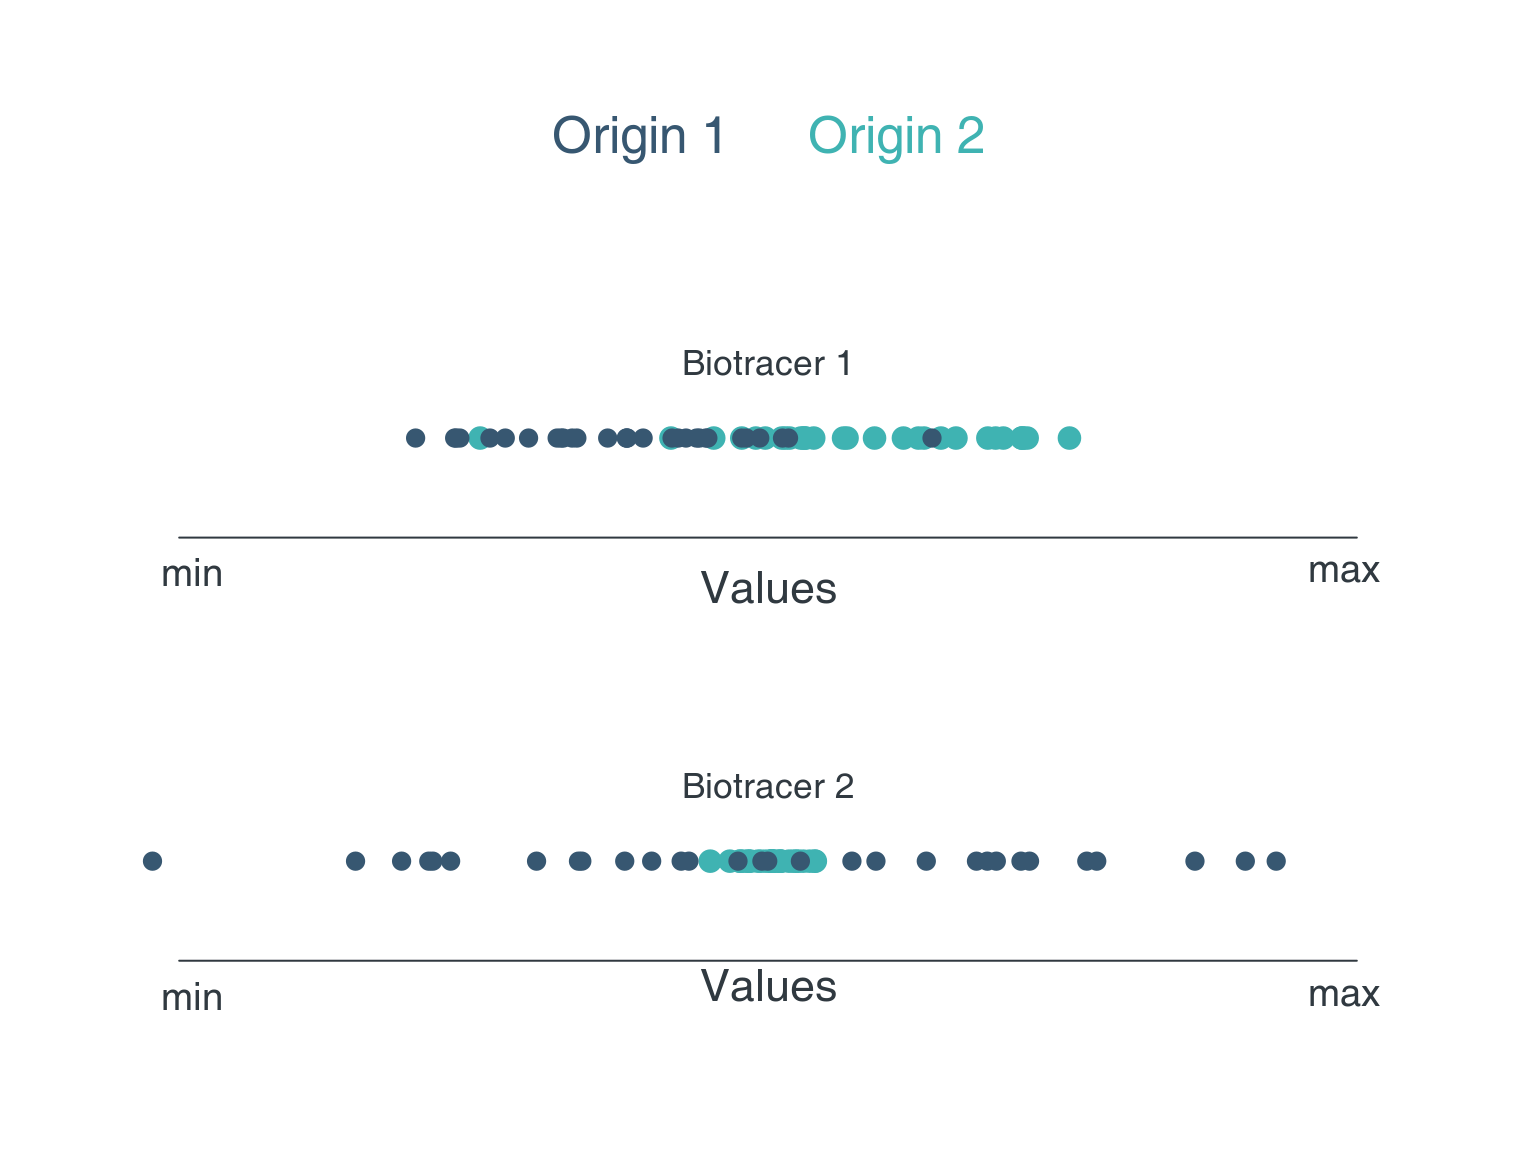 Origin 1 Origin 2
Biotracer 1
min Values max
Biotracer 2
min Values max